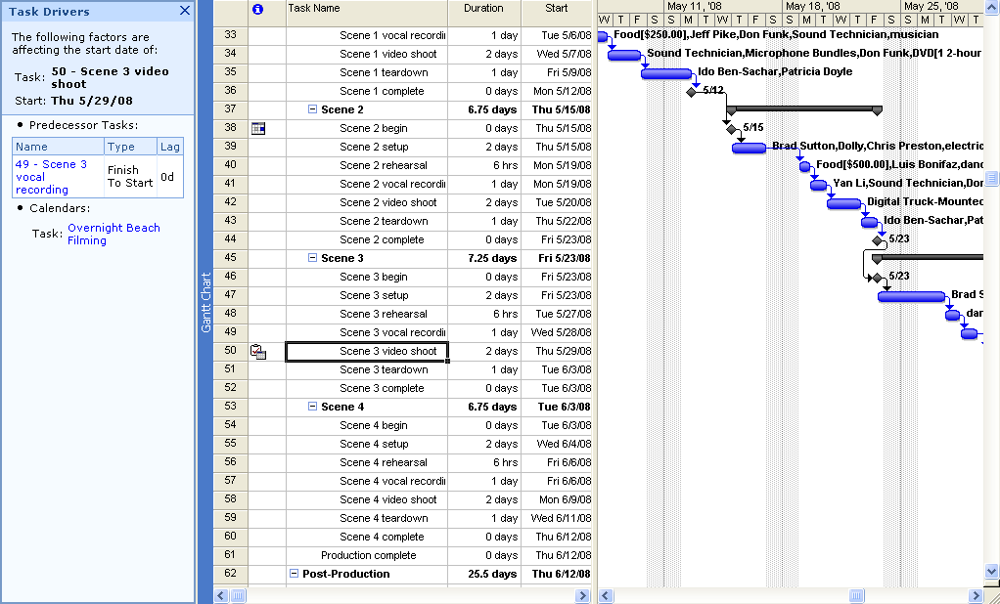 Task Drivers
The following factors are
affecting the start date of:
Task: 50 - Scene 3 video
shoot
Start: Thu 5/29/08
Predecessor Tasks:
Name Type Lag
49 - Scene 3
vocal
recording
Finish
To Start
0d
Calendars:
Task: Overnight Beach
Filming
Gantt Chart
Task Name Duration Start
33 Scene 1 vocal recordi 1 day Tue 5/6/08
34 Scene 1 video shoot 2 days Wed 5/7/08
35 Scene 1 teardown 1 day Fri 5/9/08
36 Scene 1 complete 0 days Mon 5/12/08
37 Scene 2 6.75 days Thu 5/15/08
38 Scene 2 begin 0 days Thu 5/15/08
39 Scene 2 setup 2 days Thu 5/15/08
40 Scene 2 rehearsal 6 hrs Mon 5/19/08
41 Scene 2 vocal recordi 1 day Mon 5/19/08
42 Scene 2 video shoot 2 days Tue 5/20/08
43 Scene 2 teardown 1 day Thu 5/22/08
44 Scene 2 complete 0 days Fri 5/23/08
45 Scene 3 7.25 days Fri 5/23/08
46 Scene 3 begin 0 days Fri 5/23/08
47 Scene 3 setup 2 days Fri 5/23/08
48 Scene 3 rehearsal 6 hrs Tue 5/27/08
49 Scene 3 vocal recordi 1 day Wed 5/28/08
50 Scene 3 video shoot 2 days Thu 5/29/08
51 Scene 3 teardown 1 day Tue 6/3/08
52 Scene 3 complete 0 days Tue 6/3/08
53 Scene 4 6.75 days Tue 6/3/08
54 Scene 4 begin 0 days Tue 6/3/08
55 Scene 4 setup 2 days Wed 6/4/08
56 Scene 4 rehearsal 6 hrs Fri 6/6/08
57 Scene 4 vocal recordi 1 day Fri 6/6/08
58 Scene 4 video shoot 2 days Mon 6/9/08
59 Scene 4 teardown 1 day Wed 6/11/08
60 Scene 4 complete 0 days Thu 6/12/08
61 Production complete 0 days Thu 6/12/08
62 Post-Production 25.5 days Thu 6/12/08
May 11, '08 May 18, '08 May 25, '08
W T F S S M T W T F S S M T W T F S S M T W T
Food[$250.00],Jeff Pike,Don Funk,Sound Technician,musician
Sound Technician,Microphone Bundles,Don Funk,DVD[1 2-hour
Ido Ben-Sachar,Patricia Doyle
5/12
5/15
Brad Sutton,Dolly,Chris Preston,electric
Food[$500.00],Luis Bonifaz,danc
Yan Li,Sound Technician,Don
Digital Truck-Mounted
Ido Ben-Sachar,Pat
5/23
5/23
Brad S
dan